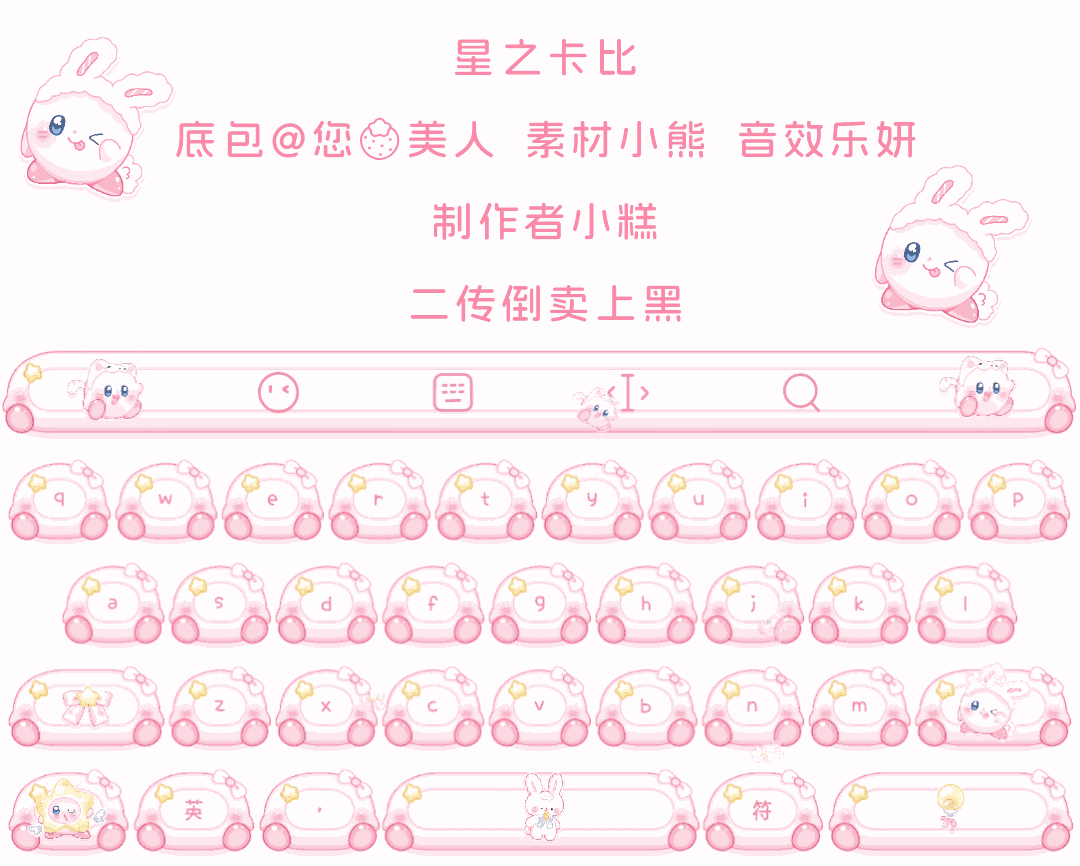 星之卡比
底包@您美人 素材小熊 音效乐妍
制作者小糕
二传倒卖上黑
q w e r t y u i o p
a s d f g h j k l
z x c v b n m
英 , 符